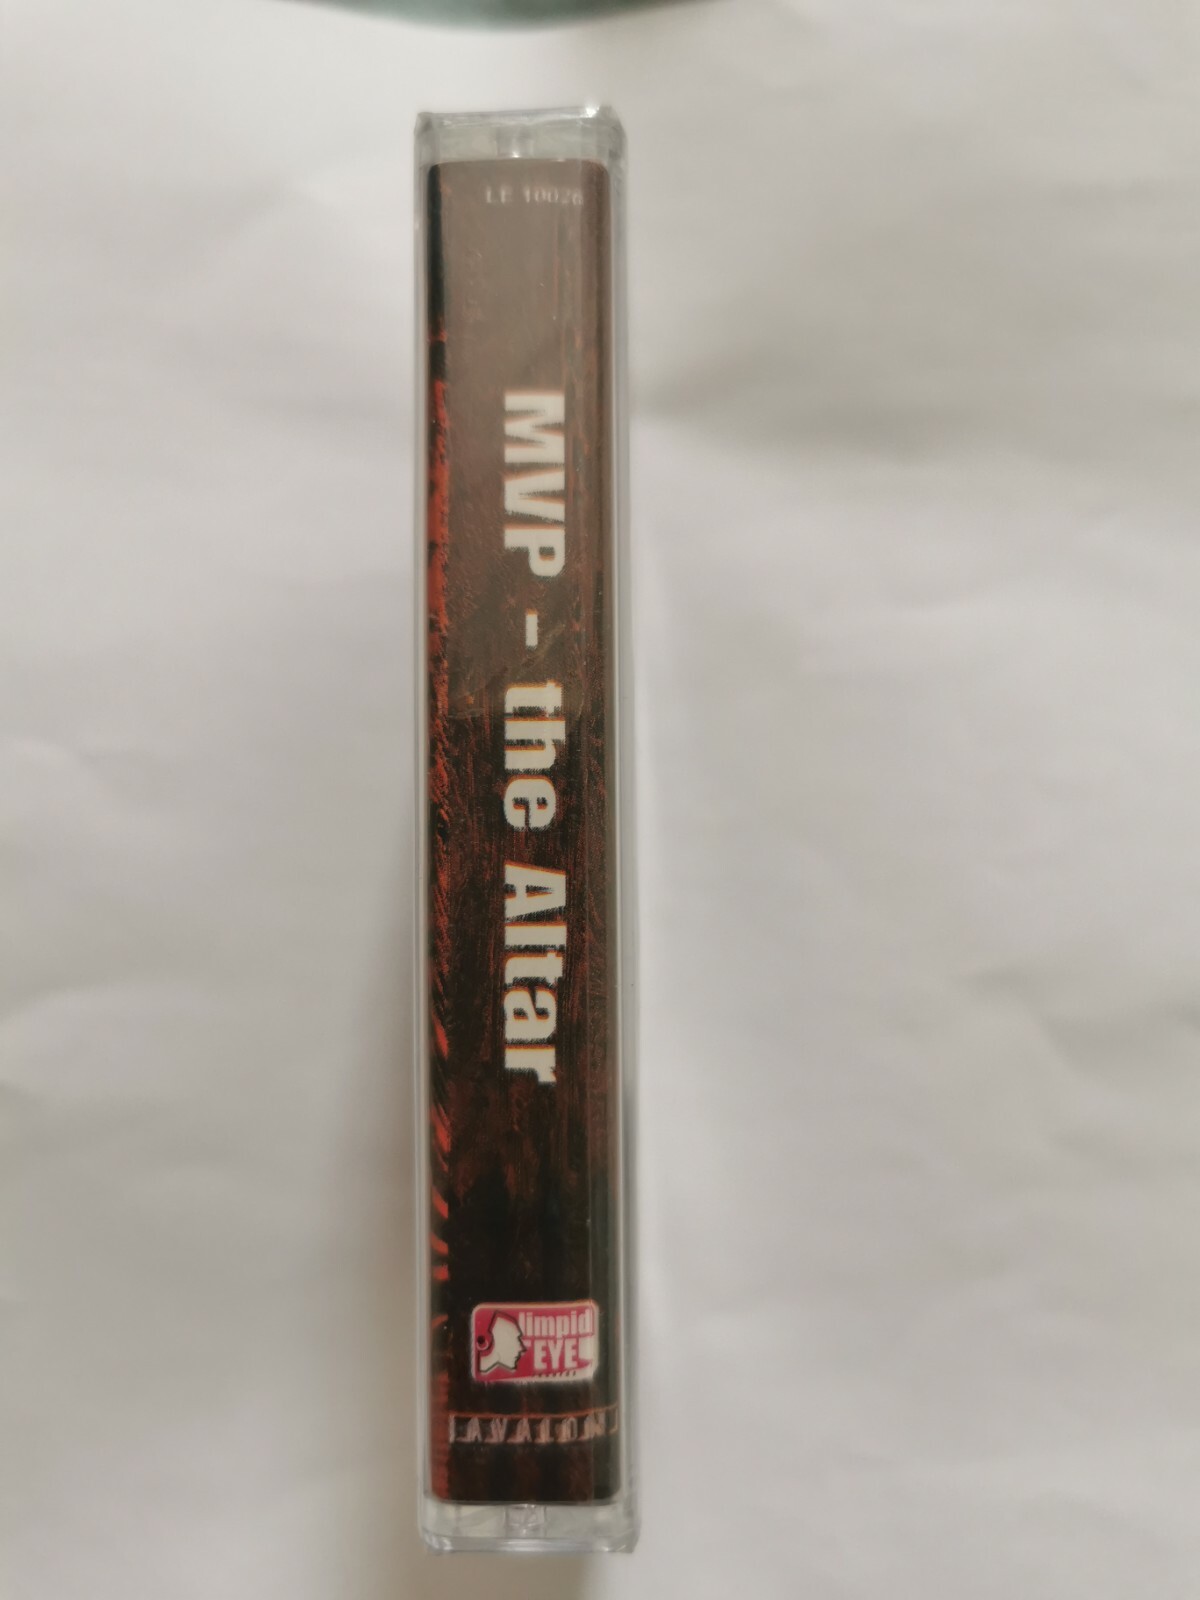 LE 10026
MVP - the Altar
limpid
EYE
AVALON